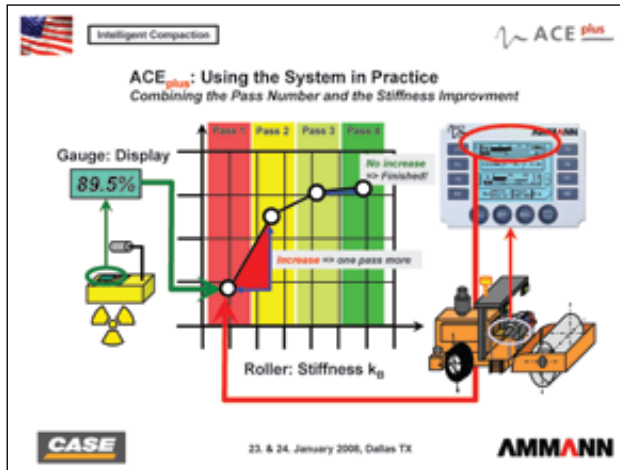 Intelligent Compaction
ACE plus
ACEplus: Using the System in Practice
Combining the Pass Number and the Stiffness Improvment
Pass 1 Pass 2 Pass 3 Pass 4
AMMANN
Gauge: Display
89.5%
No increase
=> Finished!
Increase => one pass more
Roller: Stiffness kB
CASE
23. & 24. January 2008, Dallas TX
AMMANN